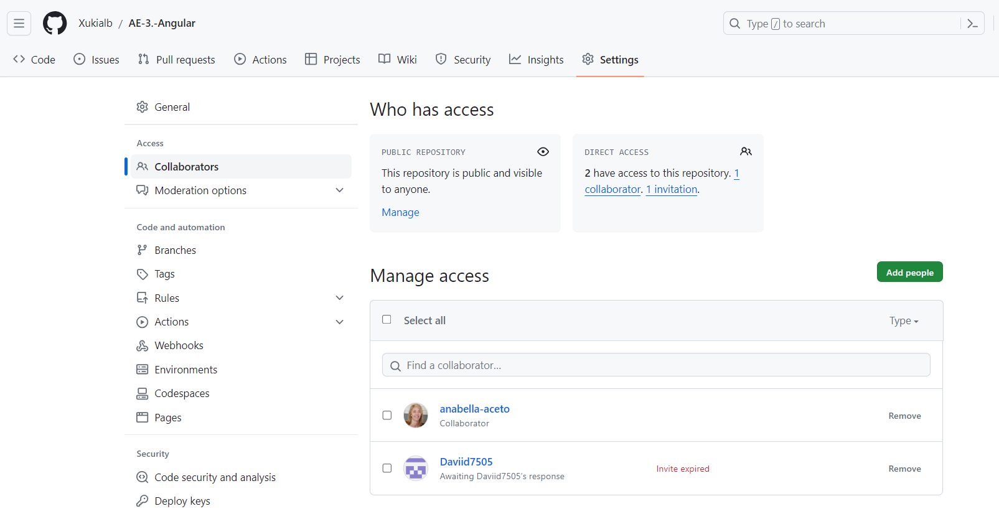 Xukialb / AE-3.-Angular
Type / to search
Code Issues Pull requests Actions Projects Wiki Security Insights Settings
General
Access
Collaborators
Moderation options
Code and automation
Branches
Tags
Rules
Actions
Webhooks
Environments
Codespaces
Pages
Security
Code security and analysis
Deploy keys
Who has access
PUBLIC REPOSITORY
This repository is public and visible
to anyone.
Manage
DIRECT ACCESS
2 have access to this repository. 1
collaborator. 1 invitation.
Manage access
Add people
Select all
Type
Find a collaborator...
anabella-aceto
Collaborator
Remove
Daviid7505
Awaiting Daviid7505's response
Invite expired
Remove